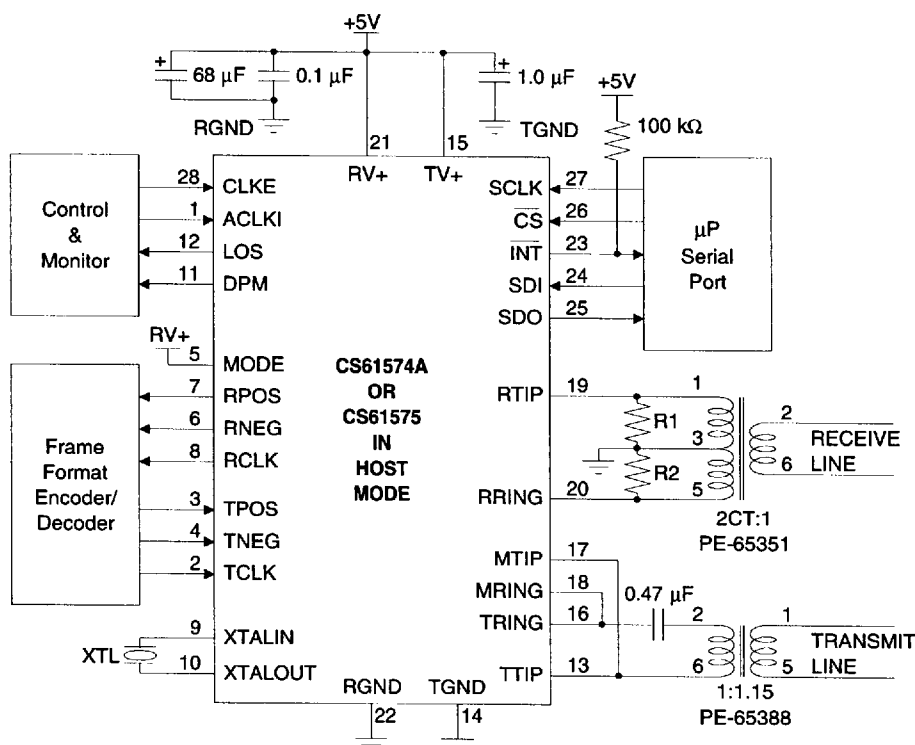 +5V
+
68 µF
0.1 µF
+
1.0 µF
+5V
RGND
TGND
100 kΩ
21
15
RV+
TV+
Control
&
Monitor
28
CLKE
1
ACLKI
12
LOS
11
DPM
SCLK
27
CS
26
INT
23
SDI
24
SDO
25
µP
Serial
Port
RV+
5
MODE
7
RPOS
6
RNEG
8
RCLK
3
TPOS
4
TNEG
2
TCLK
Frame
Format
Encoder/
Decoder
CS61574A
OR
CS61575
IN
HOST
MODE
RTIP
19
R1
R2
RRING
20
1
3
5
2
6
RECEIVE
LINE
2CT:1
PE-65351
MTIP
17
MRING
18
TRING
16
TTIP
13
0.47 µF
2
6
1
5
TRANSMIT
LINE
1:1.15
PE-65388
XTL
9
XTALIN
10
XTALOUT
RGND
TGND
22
14